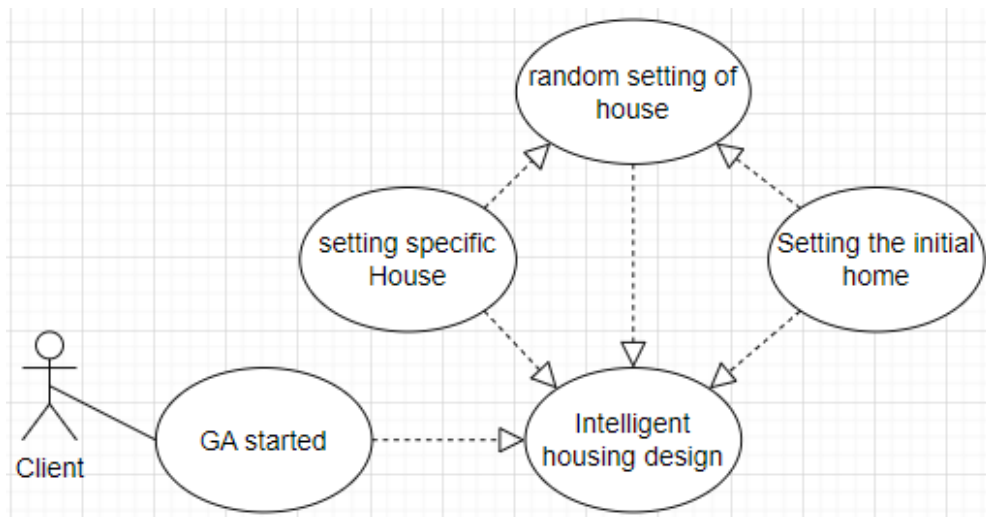 random setting of
house
setting specific
House
Setting the initial
home
Client
GA started
Intelligent
housing design